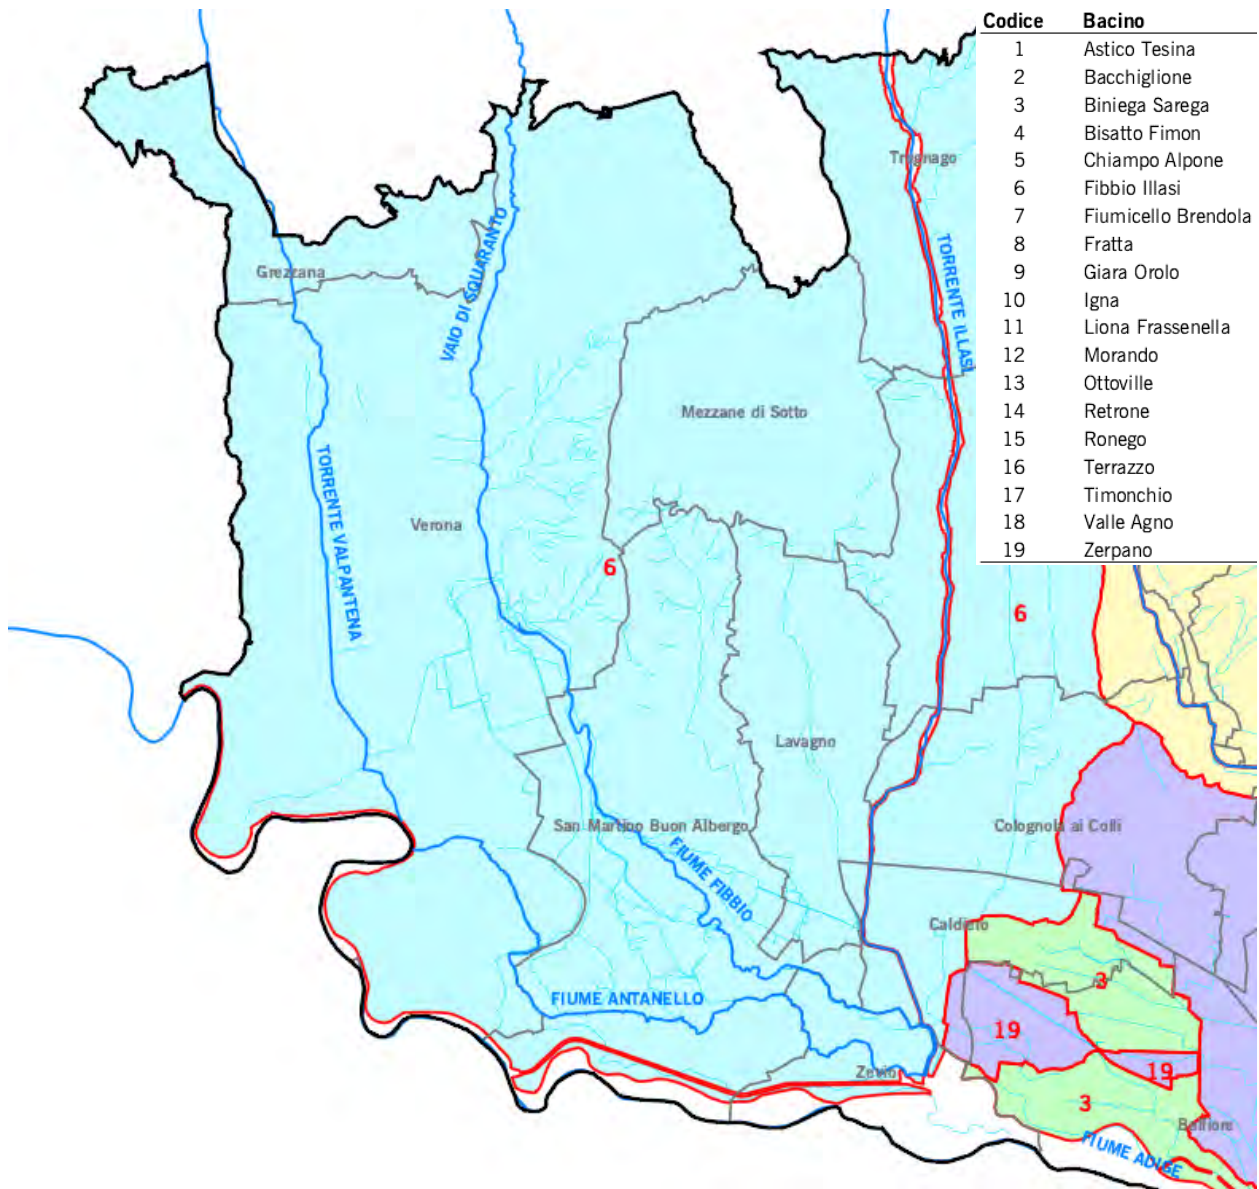 Codice Bacino
1 Astico Tesina
2 Bacchiglione
3 Biniega Sarega
4 Bisatto Fimon
5 Chiampo Alpone
6 Fibbio Illasi
7 Fiumicello Brendola
8 Fratta
9 Giara Orolo
10 Igna
11 Liona Frassenella
12 Morando
13 Ottoville
14 Retrone
15 Ronego
16 Terrazzo
17 Timonchio
18 Valle Agno
19 Zerpano
Tregnago
Grezzana
VAIO DI SQUARANTO
TORRENTE ILLASI
Mezzane di Sotto
TORRENTE VALPANTENA
Verona
6
6
Lavagno
San Martino Buon Albergo
Colognola ai Colli
FIUME FIBBIO
Caldiero
3
FIUME ANTANELLO
19
Zevio
19
3
Belfiore
FIUME ADIGE